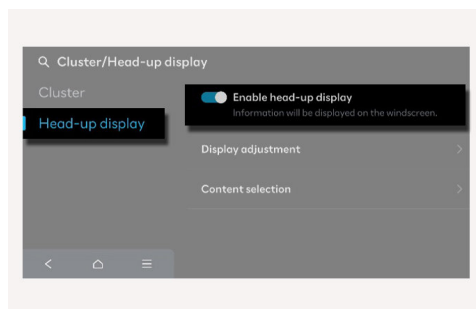 Cluster/Head-up display
Cluster
Head-up display
Enable head-up display
Information will be displayed on the windscreen.
Display adjustment
Content selection